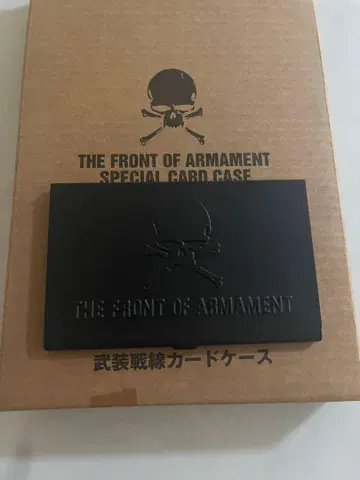 THE FRONT OF ARMAMENT
SPECIAL CARD CASE
THE FRONT OF ARMAMENT
武装戦線カードケース